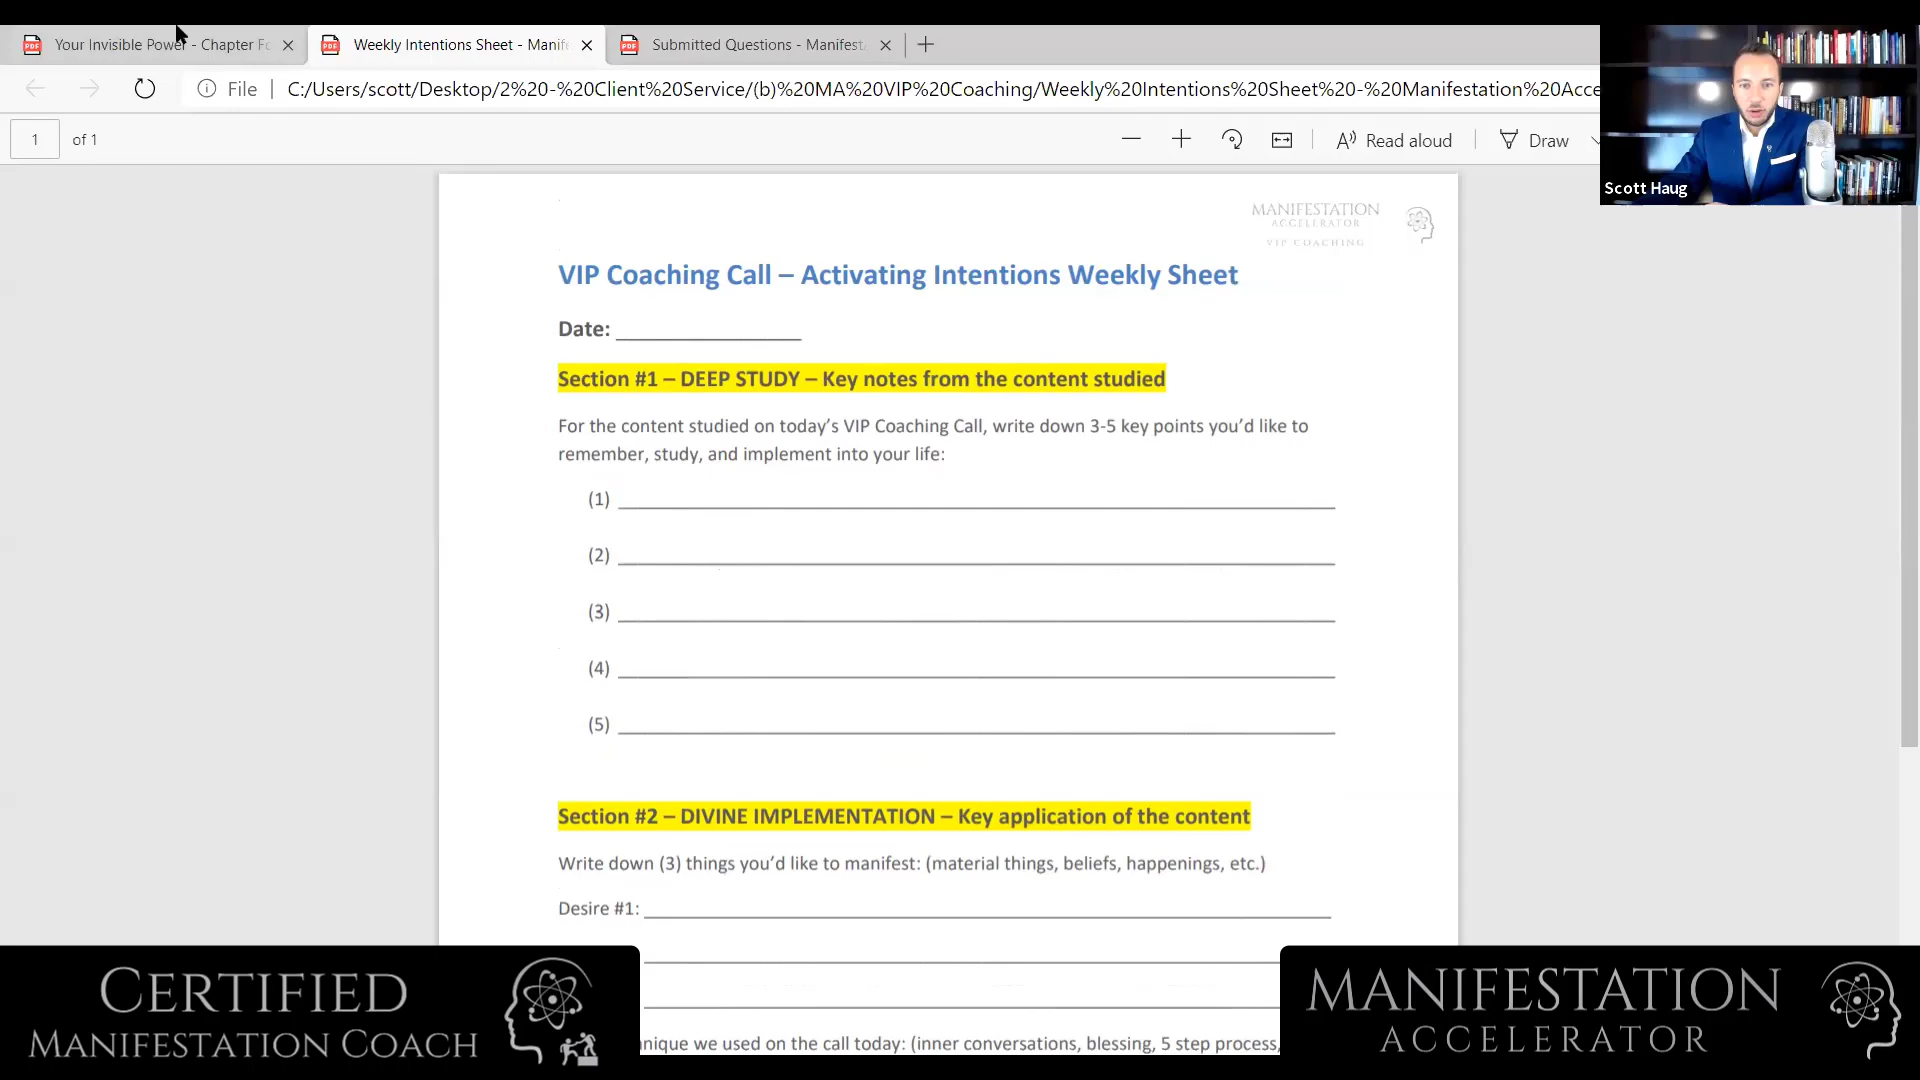 Your Invisible Power - Chapter Fo
Weekly Intentions Sheet - Manif
Submitted Questions - Manifest
File
C:/Users/scott/Desktop/2%20-%20Client%20Service/(b)%20MA%20VIP%20Coaching/Weekly%20Intentions%20Sheet%20-%20Manifestation%20Acce
1 of 1
Read aloud
Draw
Scott Haug
MANIFESTATION
ACCELERATOR
VIP COACHING
VIP Coaching Call – Activating Intentions Weekly Sheet
Date: ________________
Section #1 – DEEP STUDY – Key notes from the content studied
For the content studied on today's VIP Coaching Call, write down 3-5 key points you'd like to
remember, study, and implement into your life:
(1)
(2)
(3)
(4)
(5)
Section #2 – DIVINE IMPLEMENTATION – Key application of the content
Write down (3) things you'd like to manifest: (material things, beliefs, happenings, etc.)
Desire #1:
nique we used on the call today: (inner conversations, blessing, 5 step process,
CERTIFIED
MANIFESTATION COACH
MANIFESTATION
ACCELERATOR